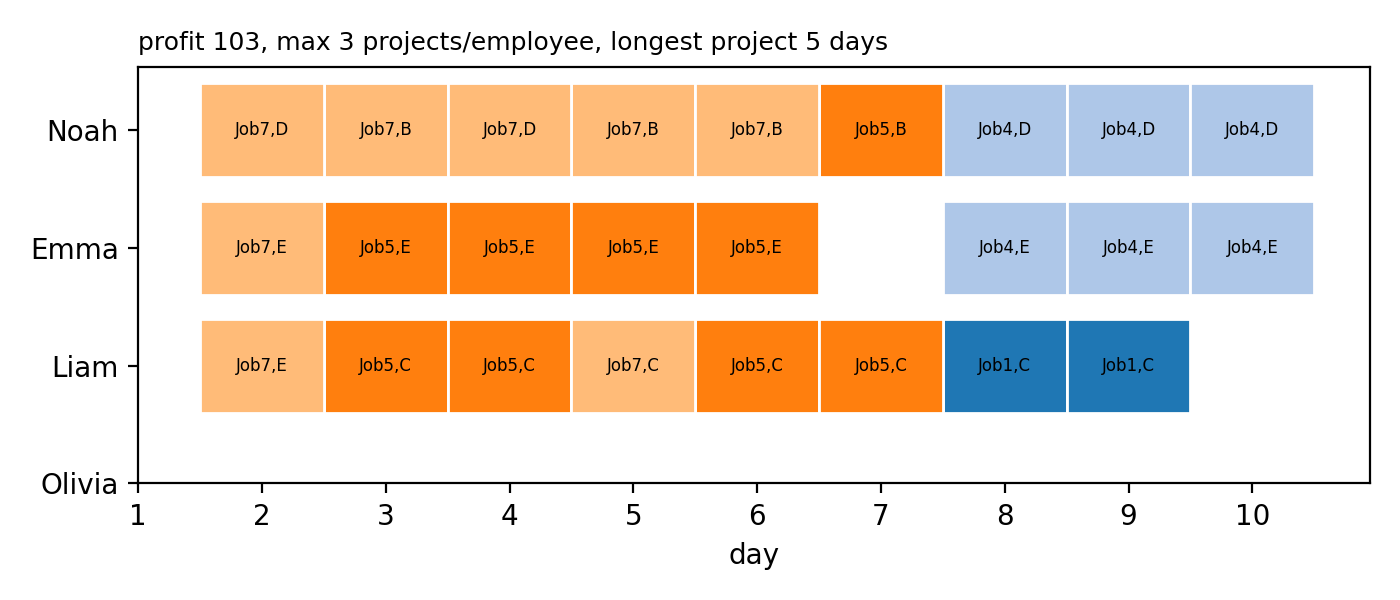 profit 103, max 3 projects/employee, longest project 5 days
Noah Job7,D Job7,B Job7,D Job7,B Job7,B Job5,B Job4,D Job4,D Job4,D
Emma Job7,E Job5,E Job5,E Job5,E Job5,E Job4,E Job4,E Job4,E
Liam Job7,E Job5,C Job5,C Job7,C Job5,C Job5,C Job1,C Job1,C
Olivia
1 2 3 4 5 6 7 8 9 10
day